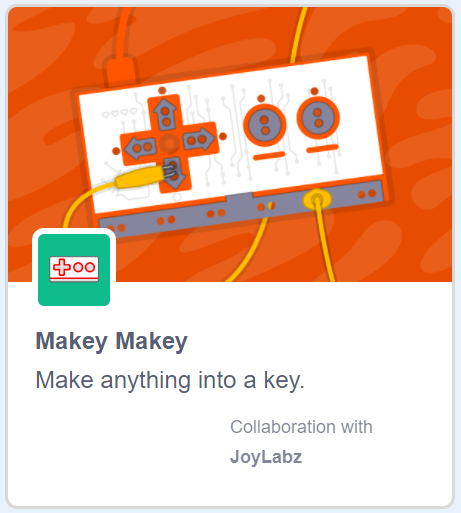 Makey Makey
Make anything into a key.
Collaboration with
JoyLabz